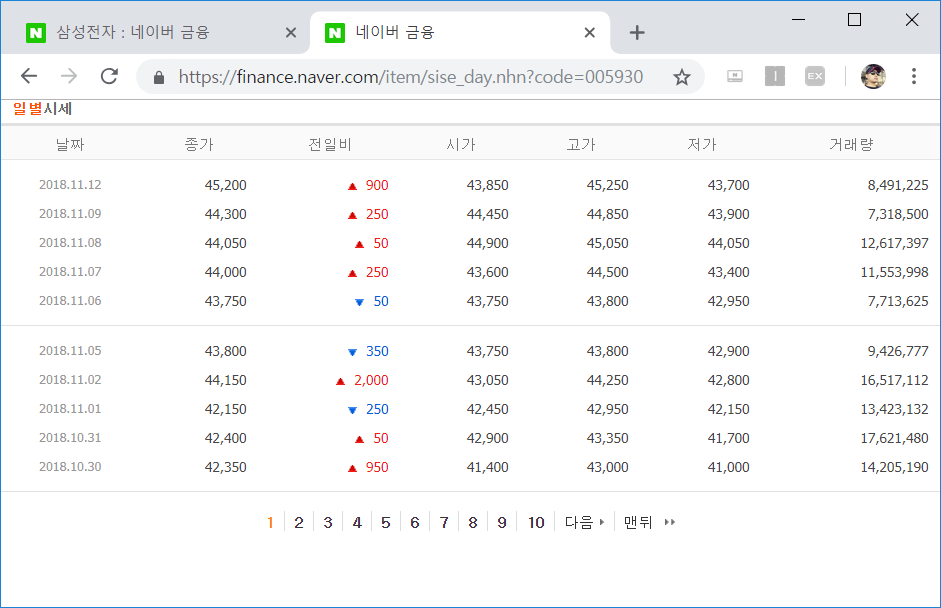 삼성전자 : 네이버 금융 네이버 금융
https://finance.naver.com/item/sise_day.nhn?code=005930
일별시세
날짜 종가 전일비 시가 고가 저가 거래량
2018.11.12 45,200 ▲ 900 43,850 45,250 43,700 8,491,225
2018.11.09 44,300 ▲ 250 44,450 44,850 43,900 7,318,500
2018.11.08 44,050 ▲ 50 44,900 45,050 44,050 12,617,397
2018.11.07 44,000 ▲ 250 43,600 44,500 43,400 11,553,998
2018.11.06 43,750 ▼ 50 43,750 43,800 42,950 7,713,625
2018.11.05 43,800 ▼ 350 43,750 43,800 42,900 9,426,777
2018.11.02 44,150 ▲ 2,000 43,050 44,250 42,800 16,517,112
2018.11.01 42,150 ▼ 250 42,450 42,950 42,150 13,423,132
2018.10.31 42,400 ▲ 50 42,900 43,350 41,700 17,621,480
2018.10.30 42,350 ▲ 950 41,400 43,000 41,000 14,205,190
1 2 3 4 5 6 7 8 9 10 다음 맨뒤